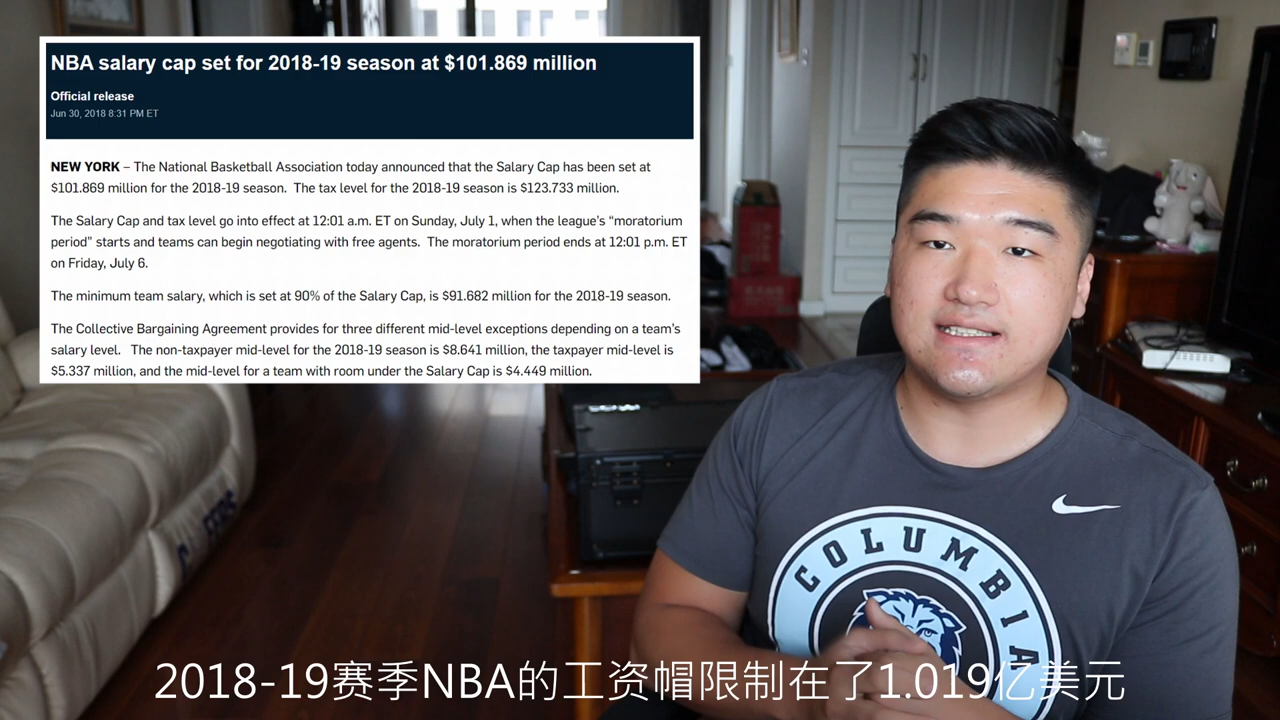 NBA salary cap set for 2018-19 season at $101.869 million
Official release
Jun 30, 2018 8:31 PM ET
NEW YORK – The National Basketball Association today announced that the Salary Cap has been set at
$101.869 million for the 2018-19 season. The tax level for the 2018-19 season is $123.733 million.
The Salary Cap and tax level go into effect at 12:01 a.m. ET on Sunday, July 1, when the league's “moratorium
period” starts and teams can begin negotiating with free agents. The moratorium period ends at 12:01 p.m. ET
on Friday, July 6.
The minimum team salary, which is set at 90% of the Salary Cap, is $91.682 million for the 2018-19 season.
The Collective Bargaining Agreement provides for three different mid-level exceptions depending on a team's
salary level. The non-taxpayer mid-level for the 2018-19 season is $8.641 million, the taxpayer mid-level is
$5.337 million, and the mid-level for a team with room under the Salary Cap is $4.449 million.
COLUMBIA
2018-19赛季NBA的工资帽限制在了1.019亿美元